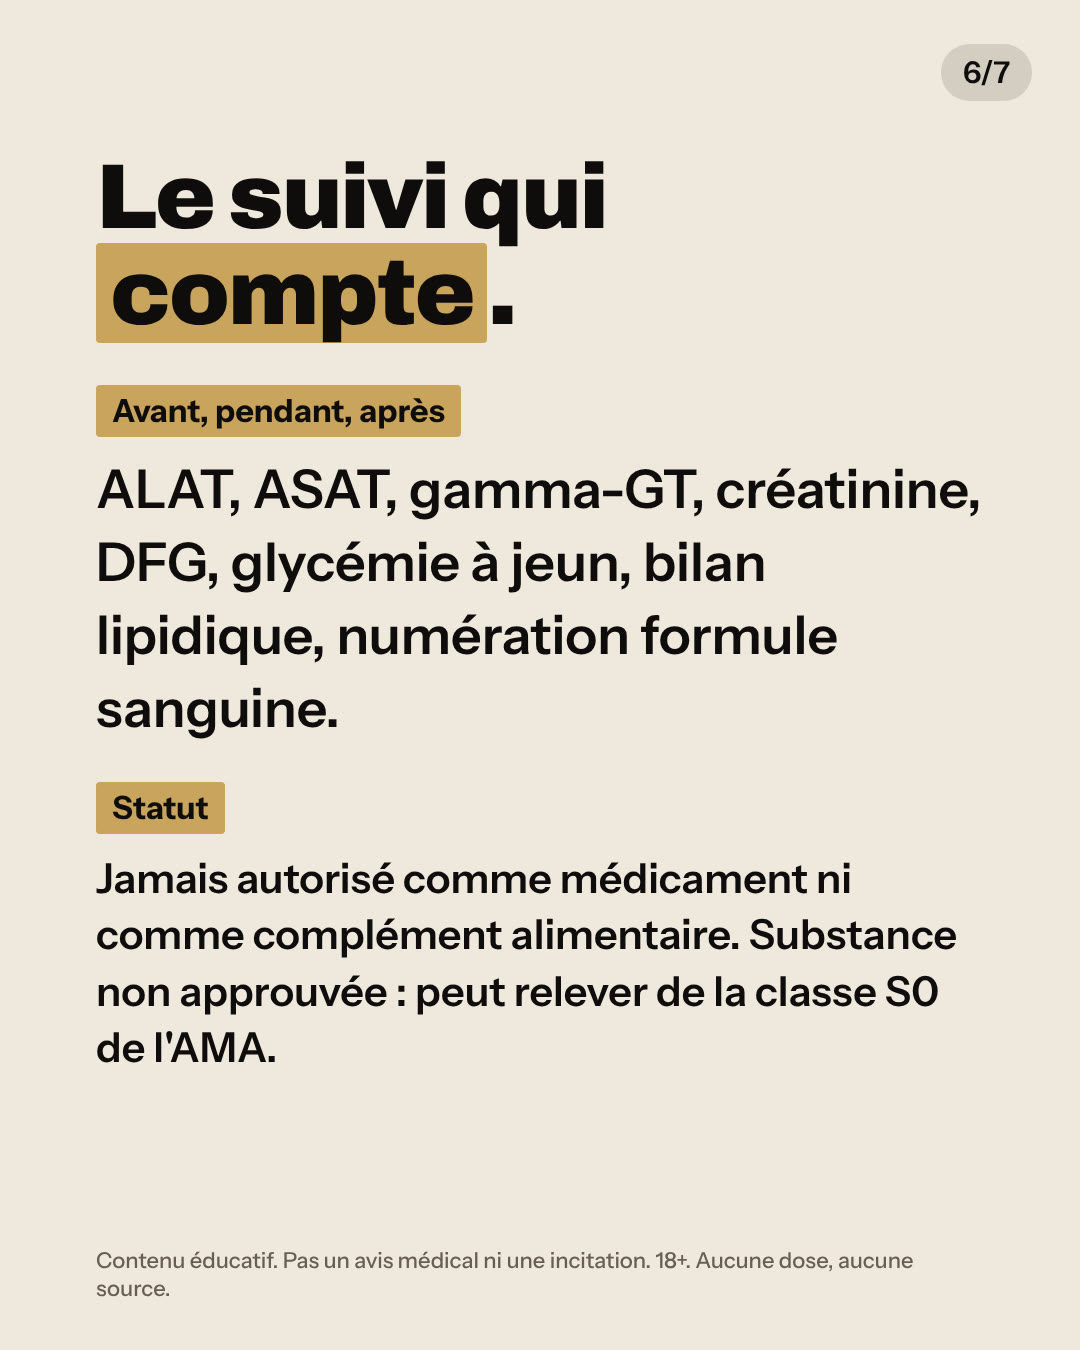 6/7
Le suivi qui
compte.
Avant, pendant, après
ALAT, ASAT, gamma-GT, créatinine,
DFG, glycémie à jeun, bilan
lipidique, numération formule
sanguine.
Statut
Jamais autorisé comme médicament ni
comme complément alimentaire. Substance
non approuvée : peut relever de la classe S0
de l'AMA.
Contenu éducatif. Pas un avis médical ni une incitation. 18+. Aucune dose, aucune
source.